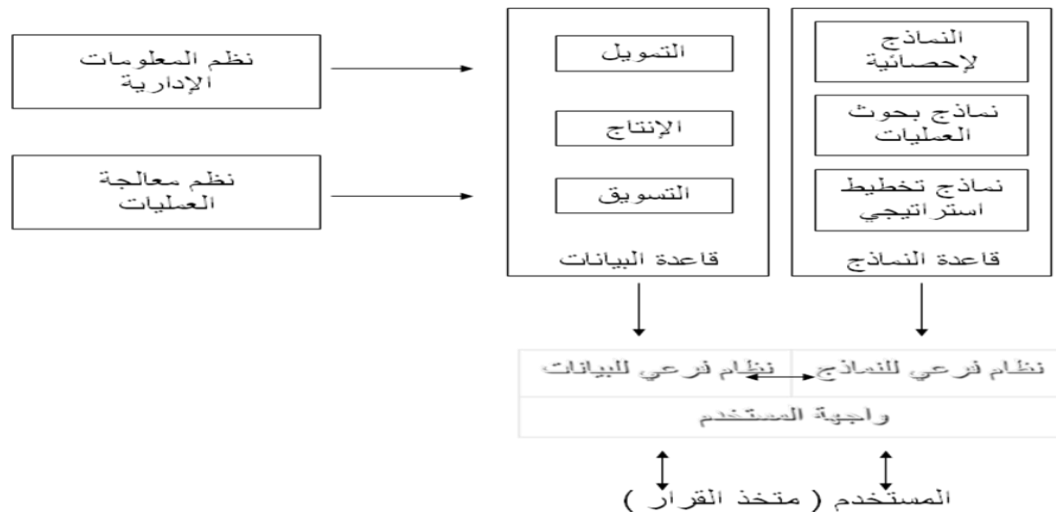 النماذج
لإحصائية
نماذج بحوث
العمليات
نماذج تخطيط
استراتيجي
قاعدة النماذج
التمويل
الإنتاج
التسويق
قاعدة البيانات
نظم المعلومات
الإدارية
نظم معالجة
العمليات
نظام فرعي للنماذج
نظام فرعي للبيانات
واجهة المستخدم
المستخدم ( متخذ القرار )